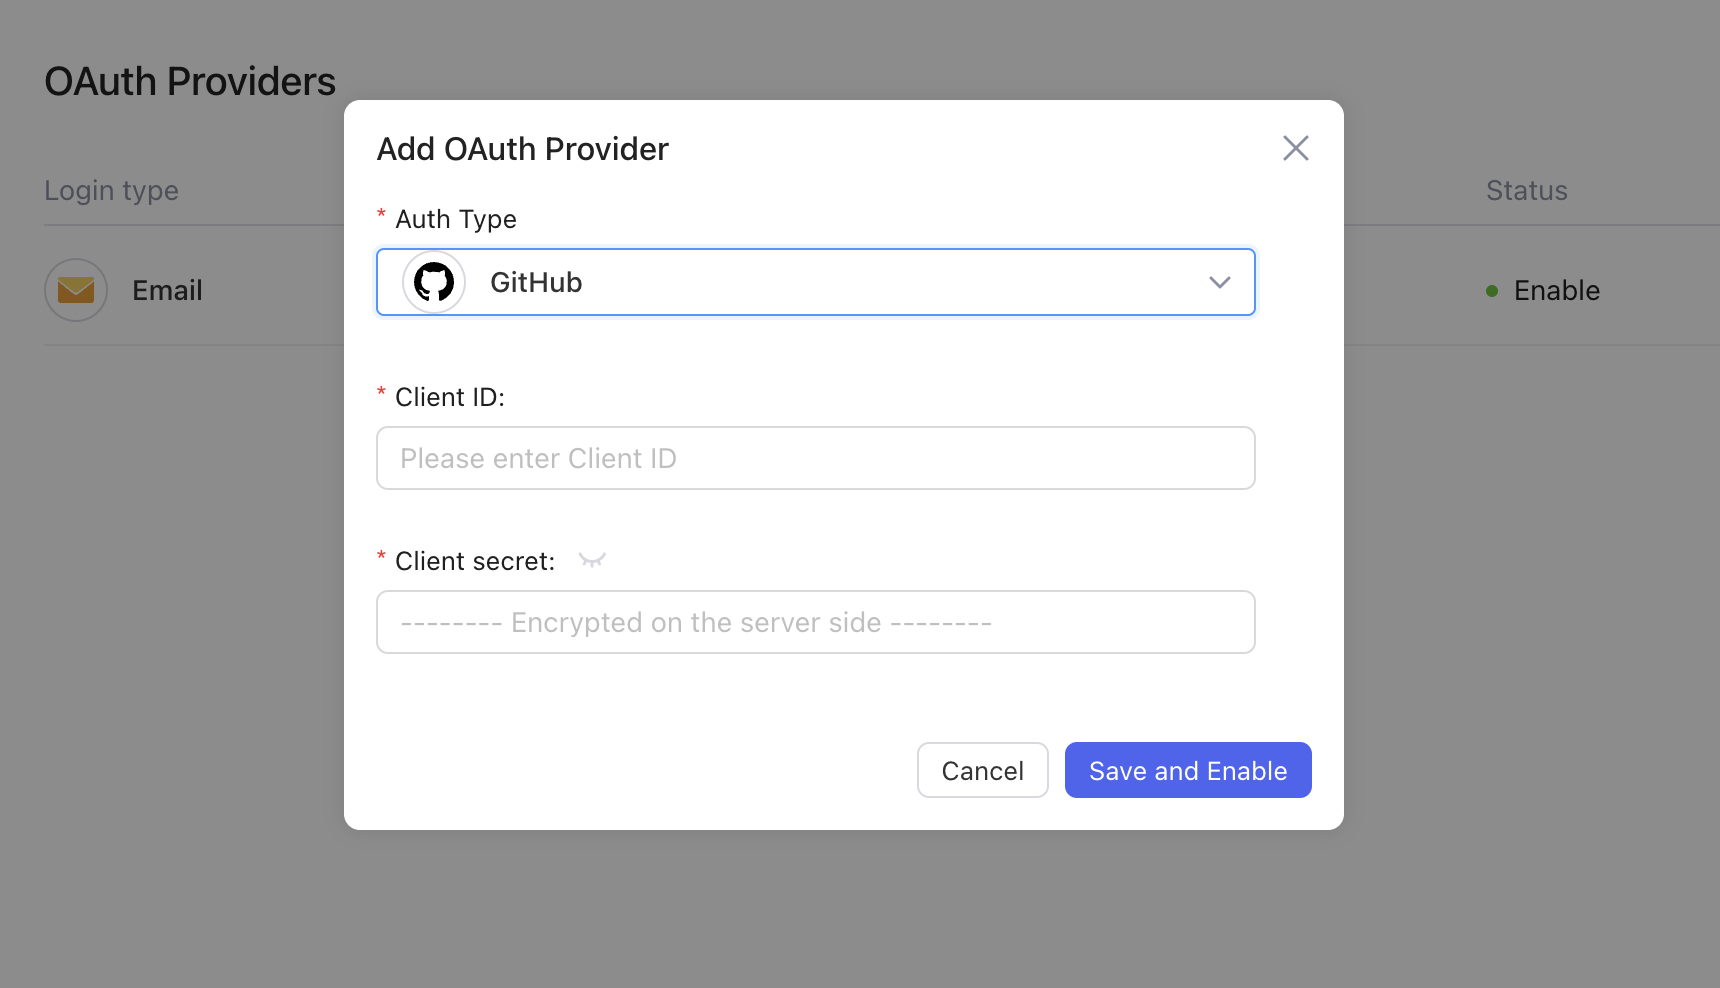 OAuth Providers
Add OAuth Provider
Login type
Status
* Auth Type
GitHub
Email
Enable
* Client ID:
Please enter Client ID
* Client secret:
-------- Encrypted on the server side --------
Cancel
Save and Enable